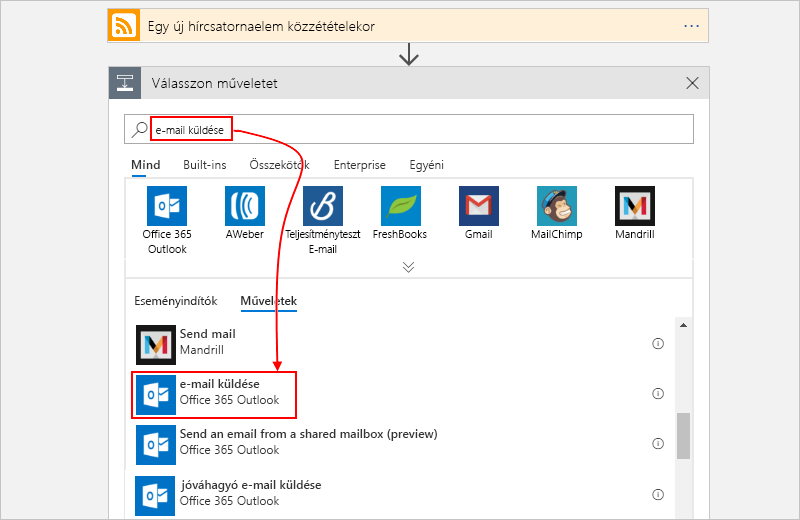 Egy új hírcsatornaelem közzétételekor
Válasszon műveletet
e-mail küldése
Mind Built-ins Összekötők Enterprise Egyéni
Office 365 Outlook
AWeber
Teljesítményteszt E-mail
FreshBooks
Gmail
MailChimp
Mandrill
Eseményindítók Műveletek
Send mail
Mandrill
e-mail küldése
Office 365 Outlook
Send an email from a shared mailbox (preview)
Office 365 Outlook
jóváhagyó e-mail küldése
Office 365 Outlook